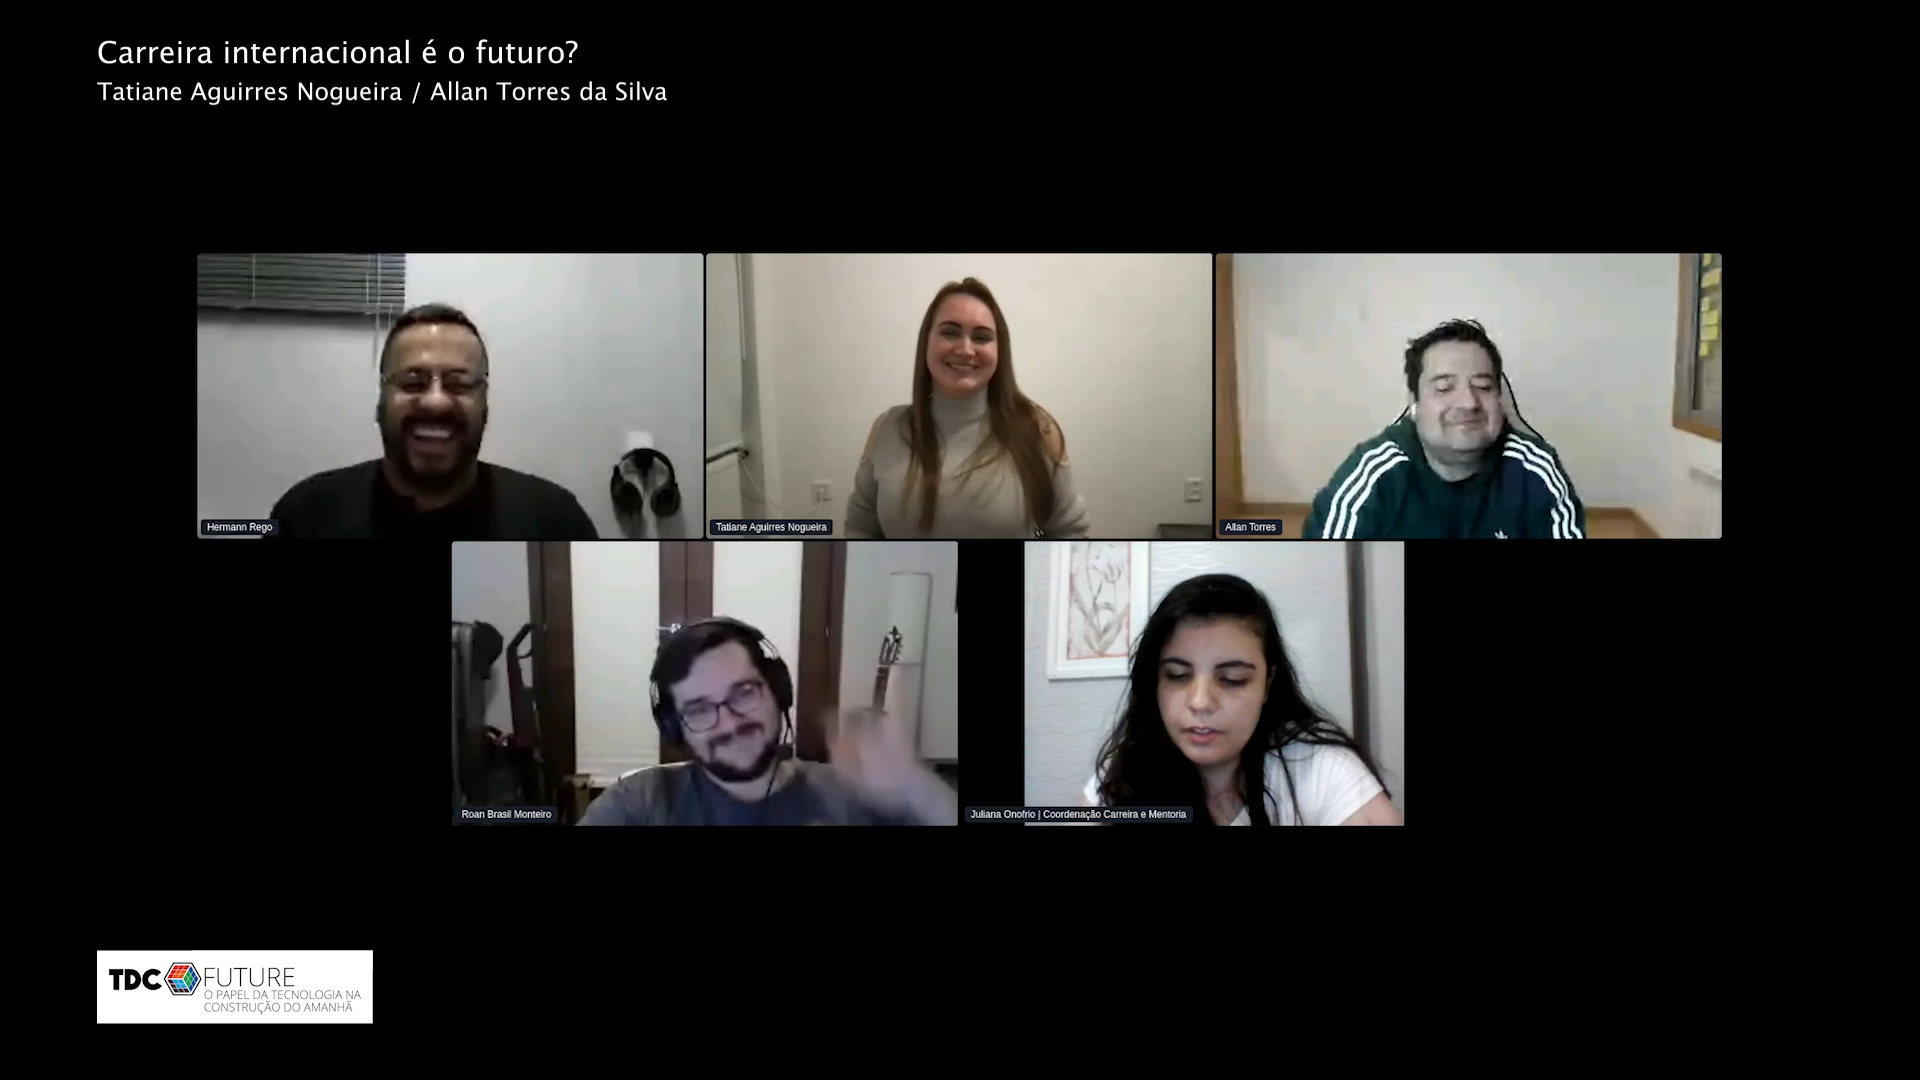 Carreira internacional é o futuro?
Tatiane Aguirres Nogueira / Allan Torres da Silva
Hermann Rego
Tatiane Aguirres Nogueira
Allan Torres
Roan Brasil Monteiro
Juliana Onofrio | Coordenação Carreira e Mentoria
TDC FUTURE
O PAPEL DA TECNOLOGIA NA
CONSTRUÇÃO DO AMANHÃ